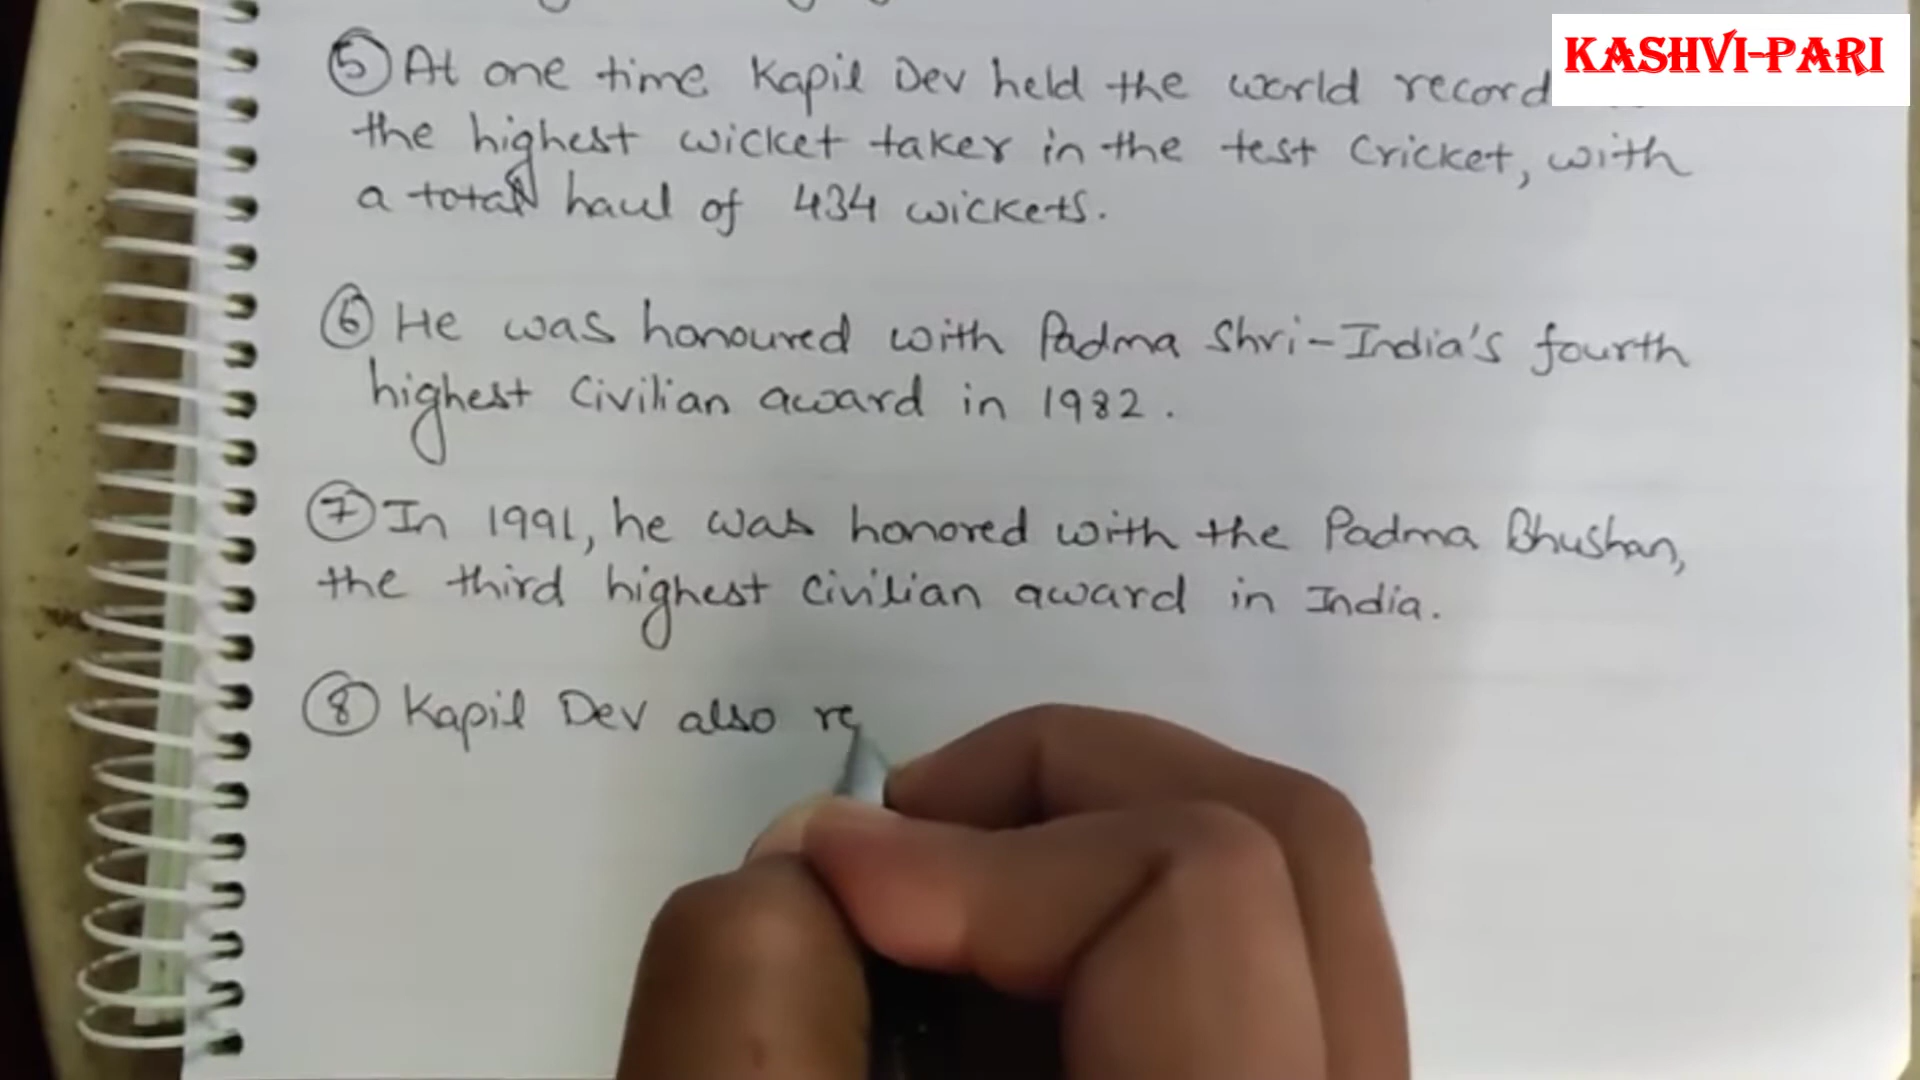 KASHVI-PARI
⑤ At one time Kapil Dev held the world record
the highest wicket taker in the test Cricket, with
a total haul of 434 wickets.
⑥ He was honoured with Padma Shri-India's fourth
highest Civilian award in 1982.
⑦ In 1991, he was honored with the Padma Bhushan,
the third highest Civilian award in India.
⑧ Kapil Dev also re